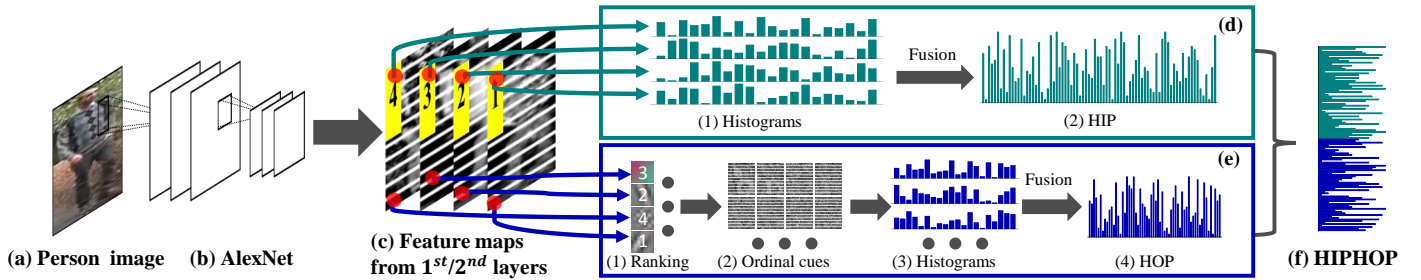 (a) Person image
(b) AlexNet
4
3
2
1
(c) Feature maps
from 1st/2nd layers
(d)
(1) Histograms
Fusion
(2) HIP
(e)
3
2
4
1
(1) Ranking
(2) Ordinal cues
(3) Histograms
Fusion
(4) HOP
(f) HIPHOP